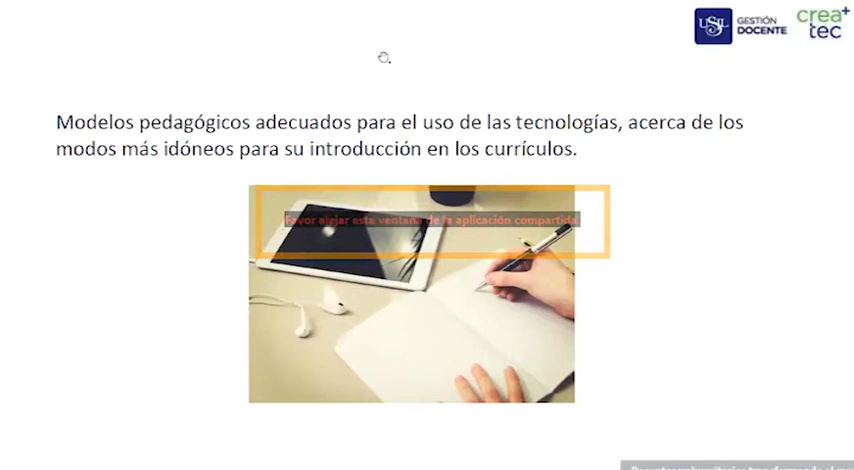 USIL
GESTIÓN
DOCENTE
crea+
tec
Modelos pedagógicos adecuados para el uso de las tecnologías, acerca de los
modos más idóneos para su introducción en los currículos.
Favor alejar esta ventana de la aplicación compartida.